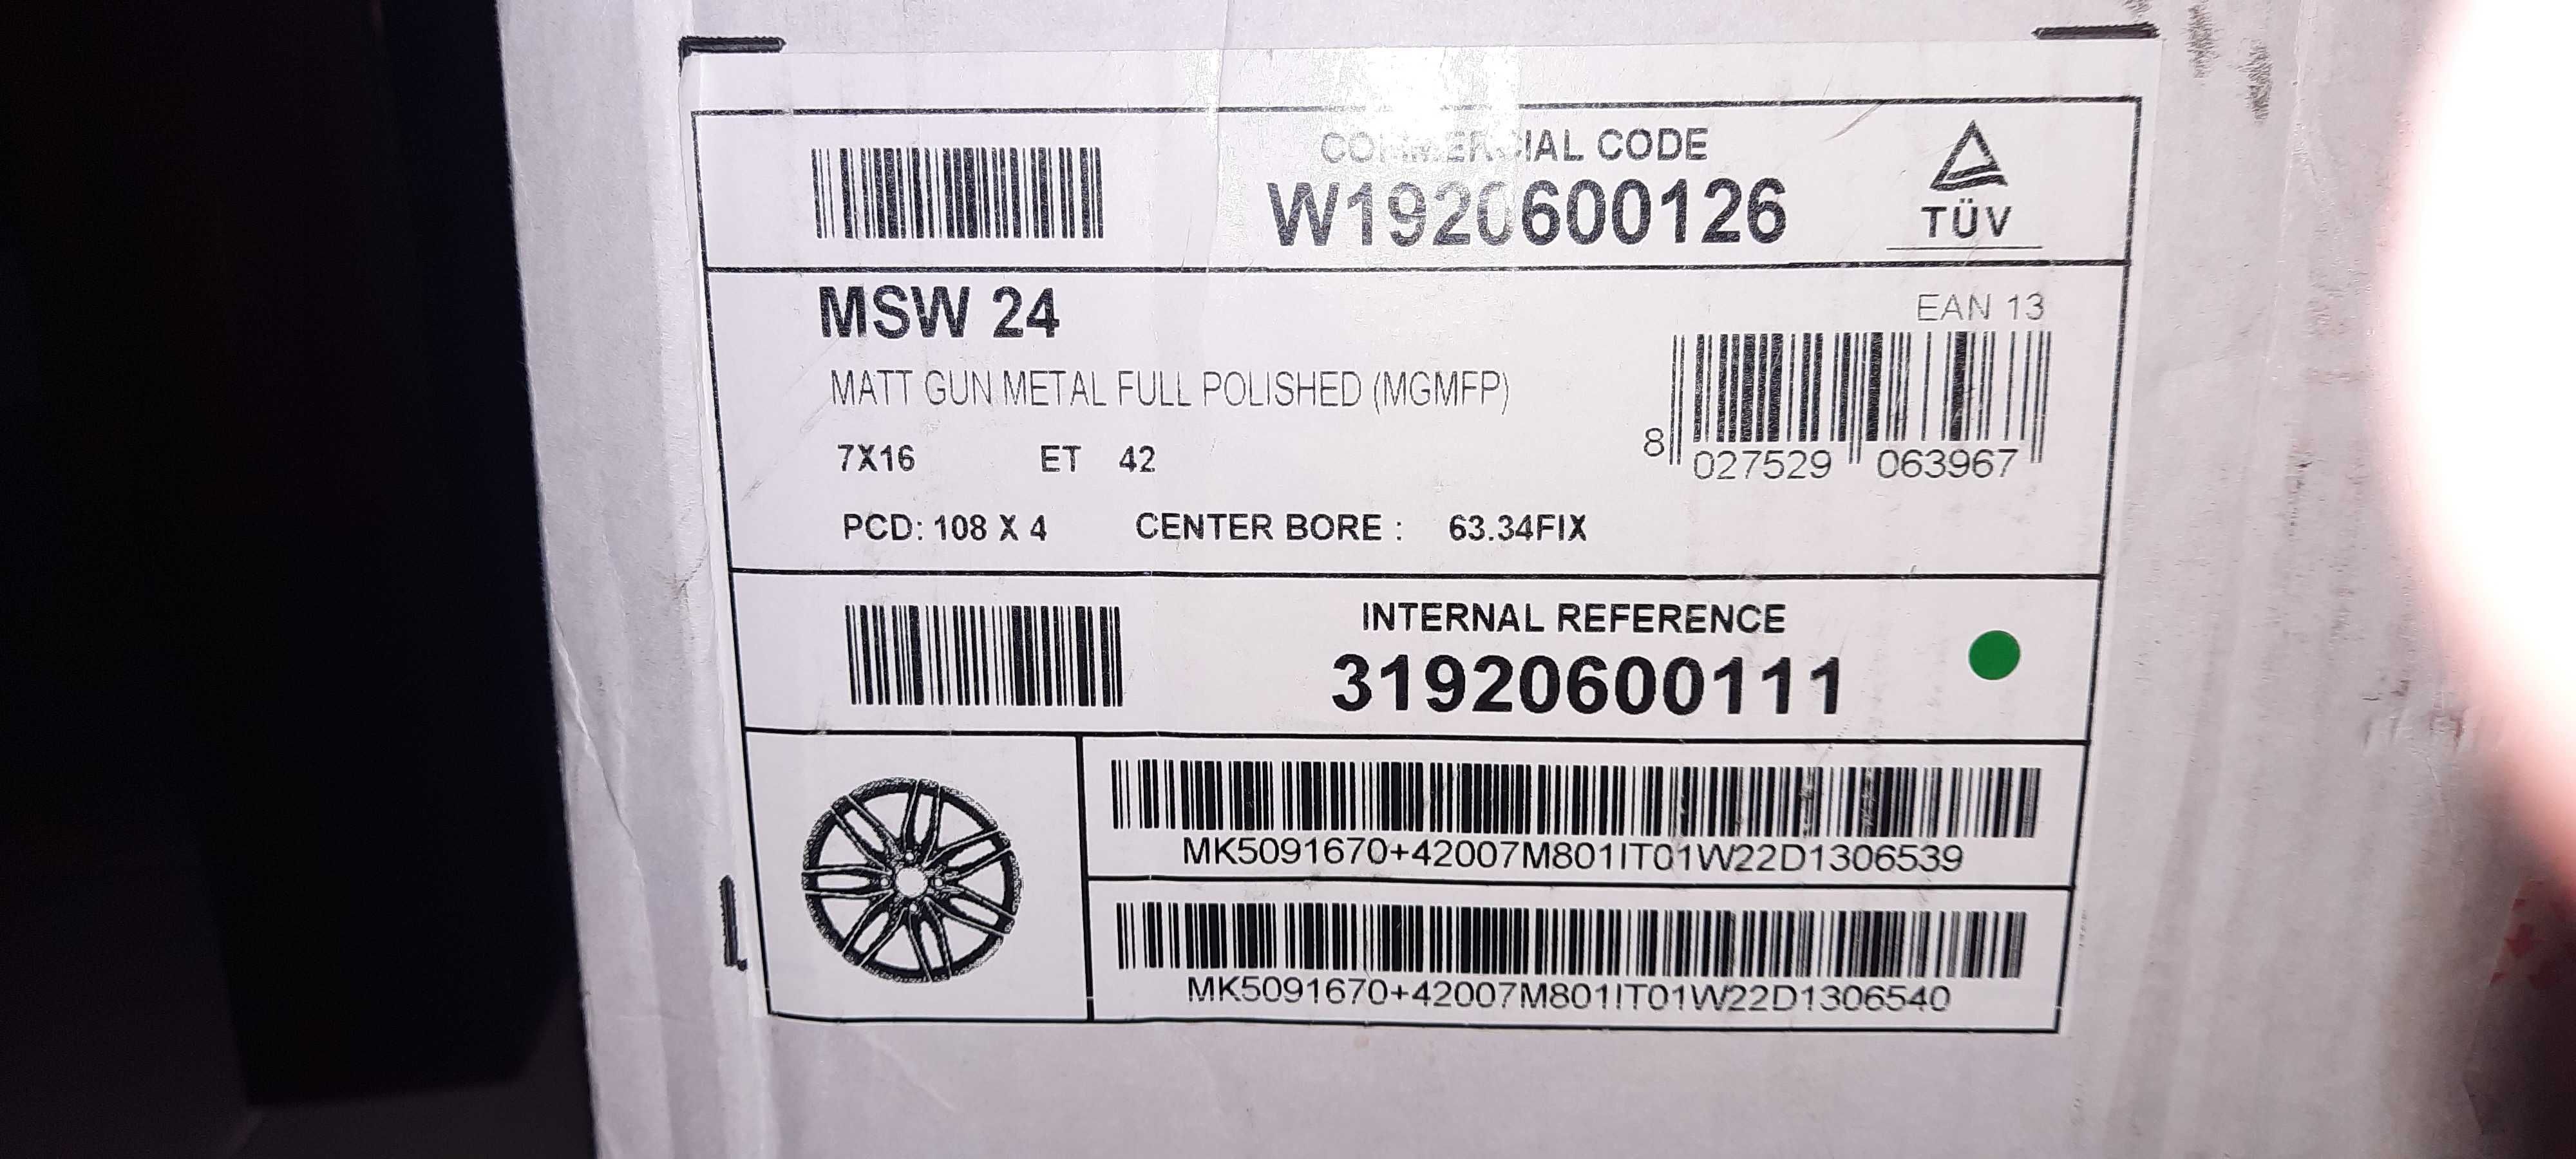 COMMERCIAL CODE
W1920600126
TÜV
MSW 24
EAN 13
MATT GUN METAL FULL POLISHED (MGMFP)
7X16 ET 42
8 027529 063967
PCD: 108 X 4 CENTER BORE : 63.34FIX
INTERNAL REFERENCE
31920600111
MK5091670+42007M801IT01W22D1306539
MK5091670+42007M801IT01W22D1306540